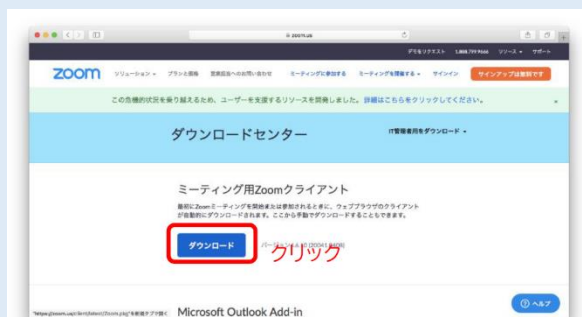 zoom.us
デモをリクエスト 1.888.799.9666 リソース サポート
zoom ソリューション プランと価格 営業担当へのお問い合わせ ミーティングに参加する ミーティングを開催する サインイン サインアップは無料です
この危機的状況を乗り越えるため、ユーザーを支援するリソースを開発しました。詳細はこちらをクリックしてください。
ダウンロードセンター IT管理者用をダウンロード
ミーティング用Zoomクライアント
最初にZoomミーティングを開始または参加されるときに、ウェブブラウザのクライアント
が自動的にダウンロードされます。ここから手動でダウンロードすることもできます。
ダウンロード
クリック
ヘルプ
Microsoft Outlook Add-in